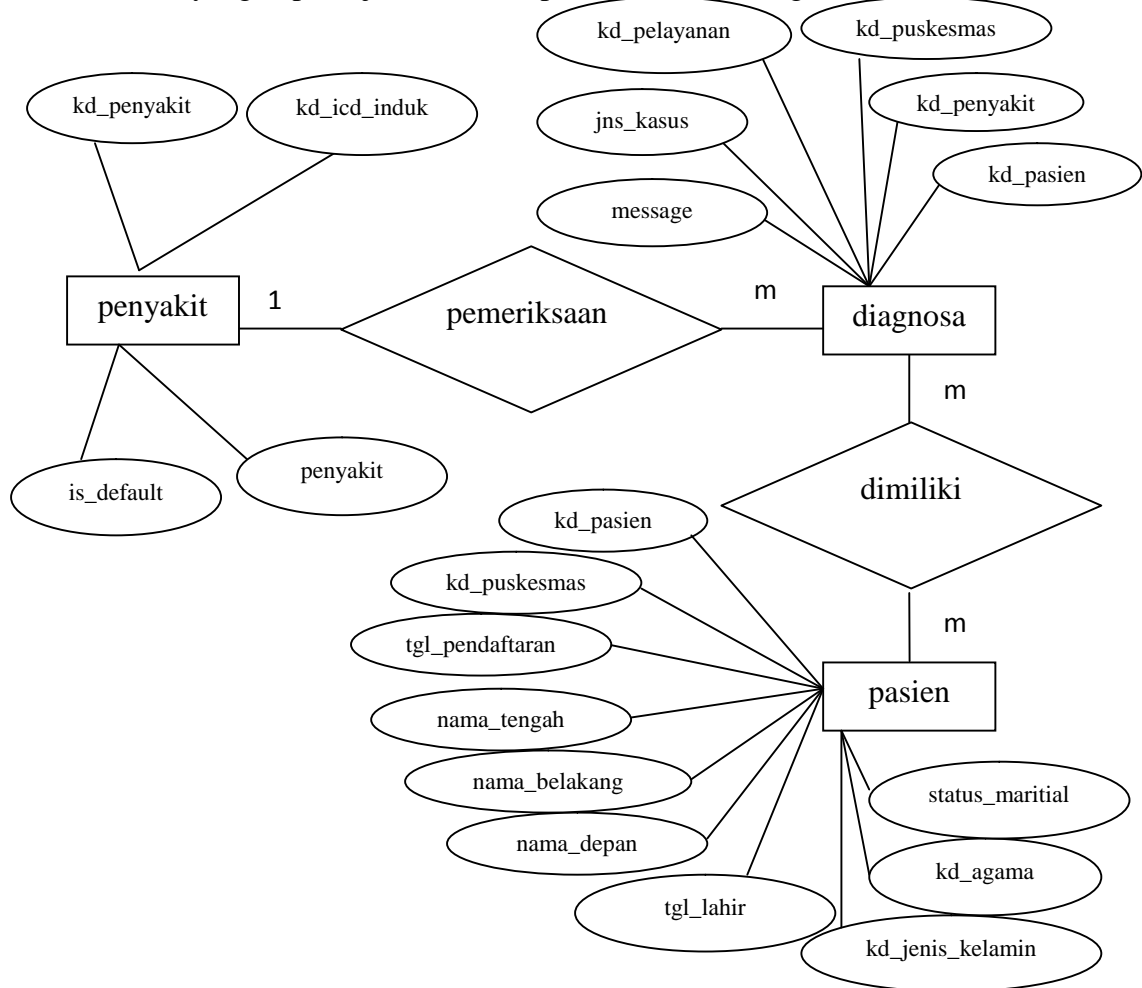 kd_pelayanan
kd_puskesmas
kd_penyakit
kd_icd_induk
kd_penyakit
jns_kasus
kd_pasien
message
penyakit
1
pemeriksaan
m
diagnosa
m
is_default
penyakit
dimiliki
kd_pasien
kd_puskesmas
tgl_pendaftaran
m
pasien
nama_tengah
nama_belakang
status_maritial
nama_depan
kd_agama
tgl_lahir
kd_jenis_kelamin